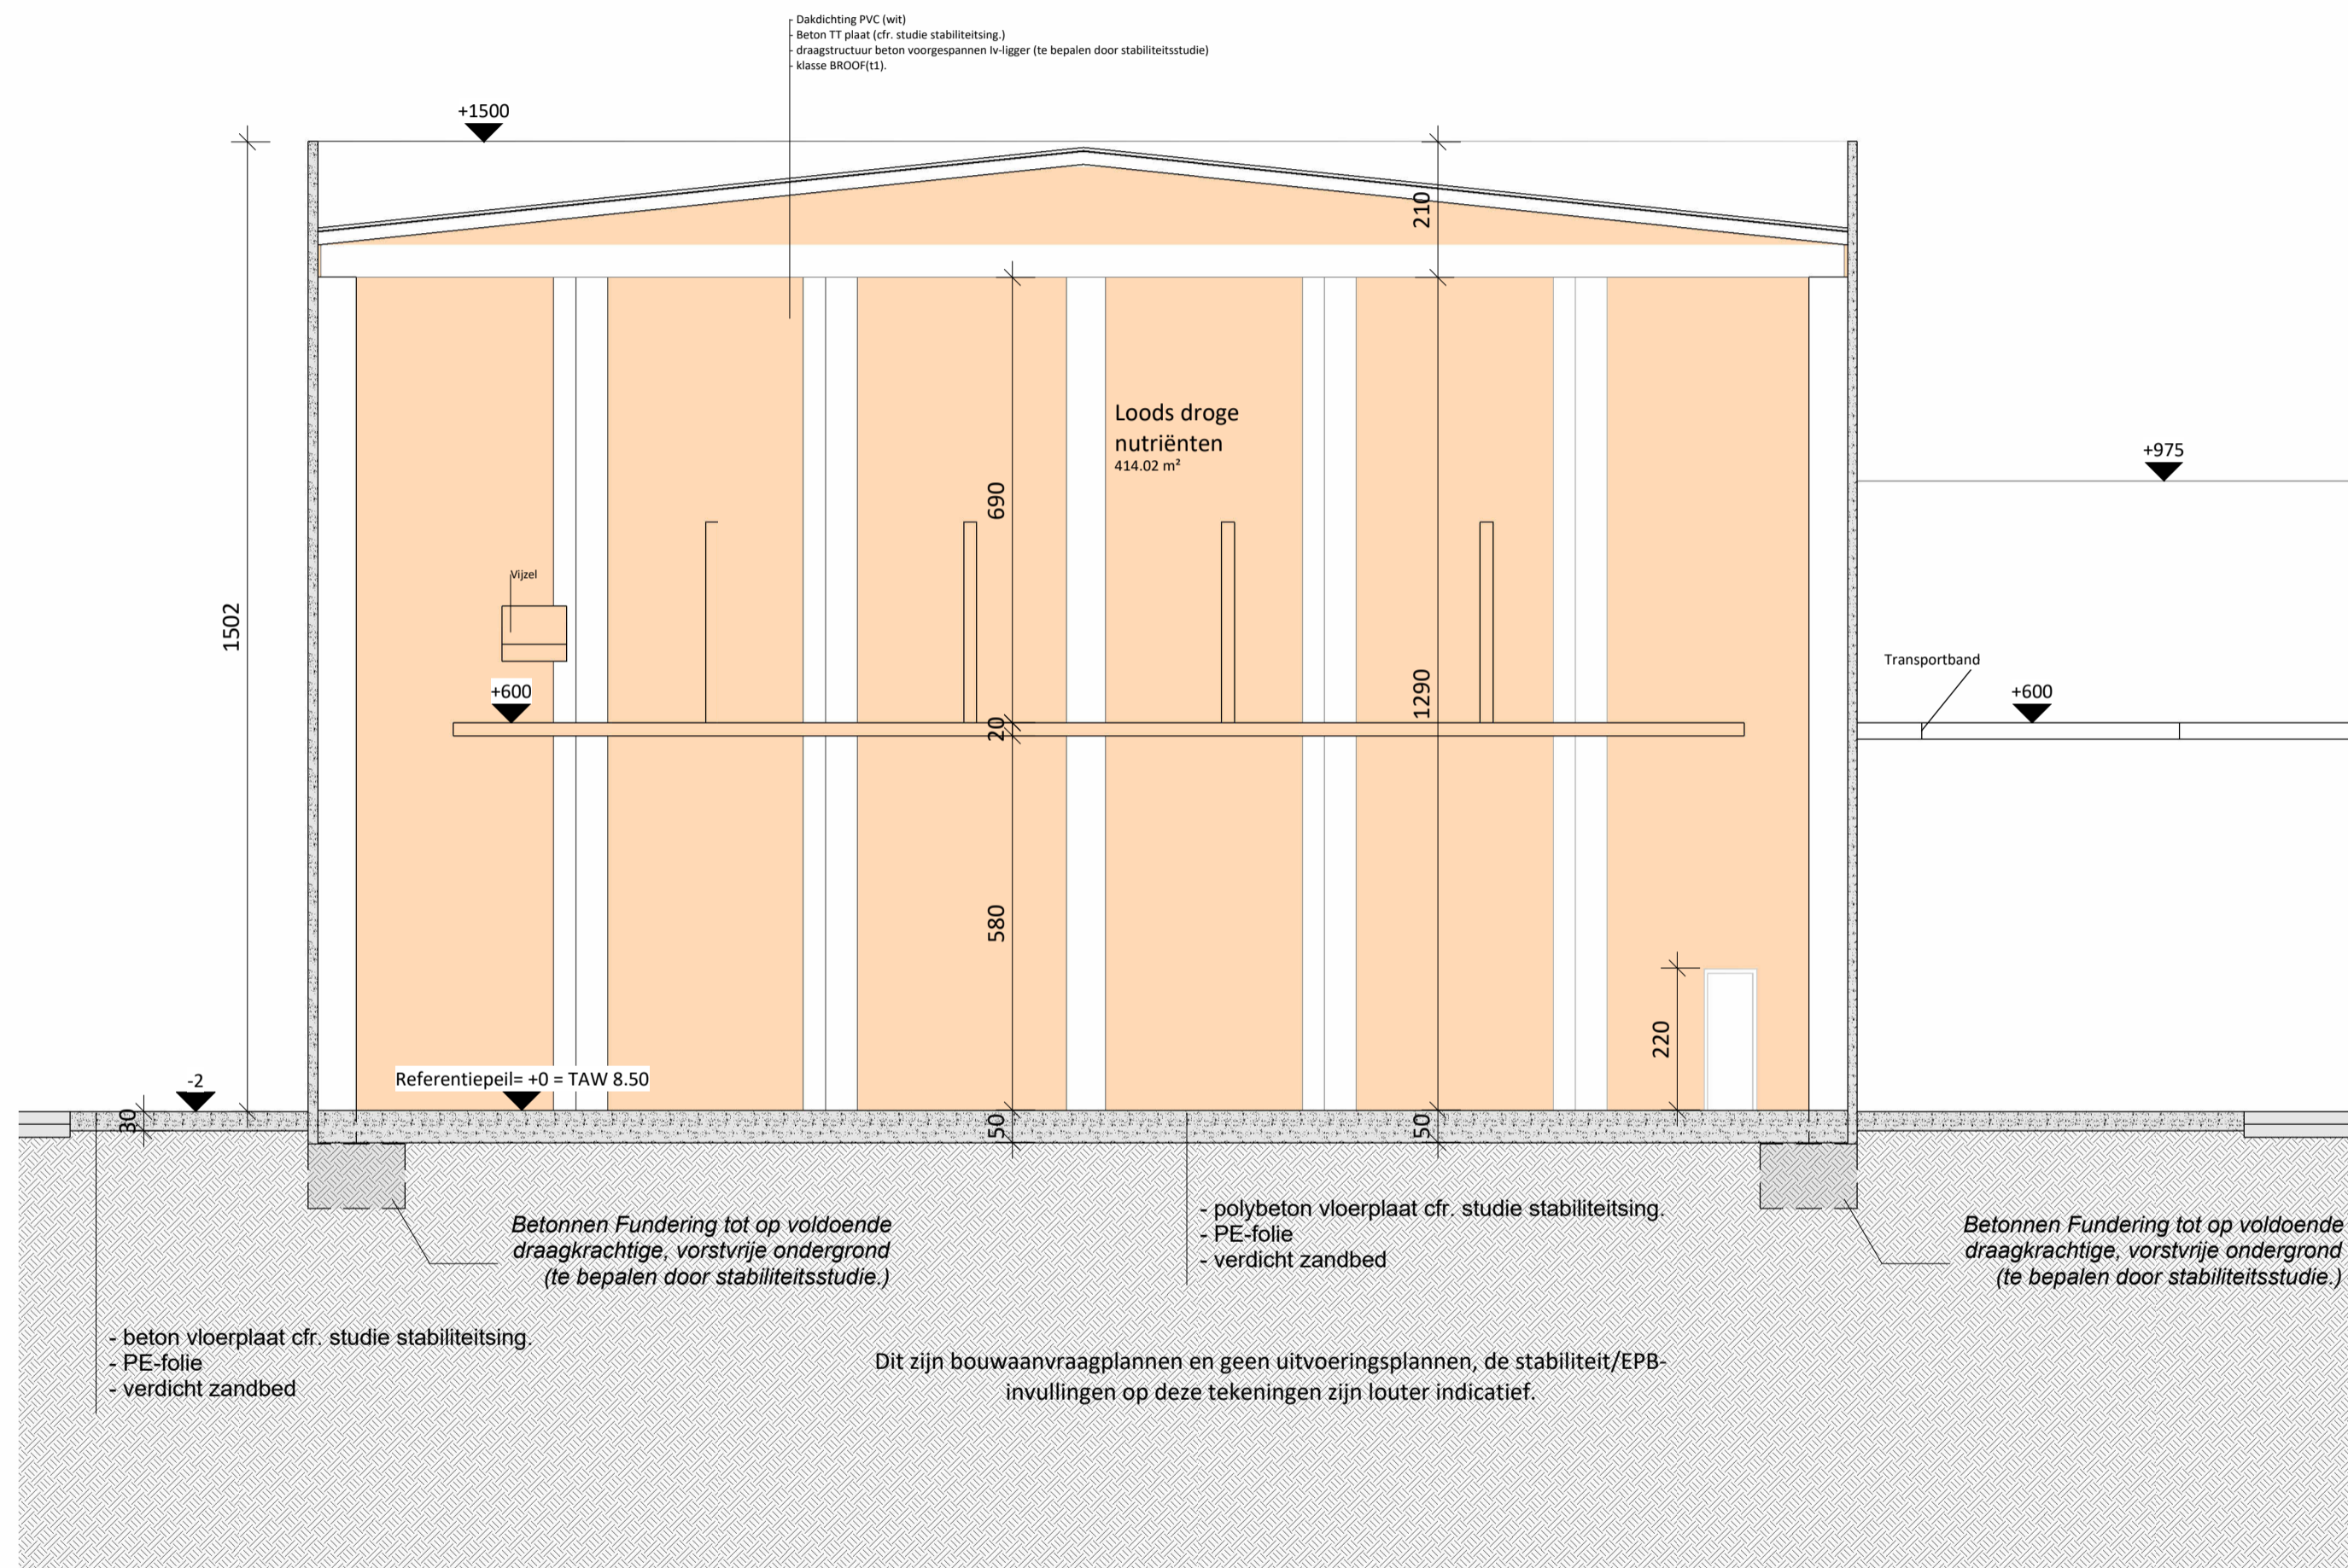 - Dakdichting PVC (wit)
- Beton TT plaat (cfr. studie stabiliteitsing.)
- draagstructuur beton voorgespannen Iv-ligger (te bepalen door stabiliteitsstudie)
- klasse BROOF(t1).
+1500
210
Loods droge
nutriënten
414.02 m²
+975
690
Vijzel
1502
Transportband
+600
1290
+600
20
580
220
Referentiepeil= +0 = TAW 8.50
-2
30
50
50
- polybeton vloerplaat cfr. studie stabiliteitsing.
- PE-folie
- verdicht zandbed
Betonnen Fundering tot op voldoende
draagkrachtige, vorstvrije ondergrond
(te bepalen door stabiliteitsstudie.)
Betonnen Fundering tot op voldoende
draagkrachtige, vorstvrije ondergrond
(te bepalen door stabiliteitsstudie.)
- beton vloerplaat cfr. studie stabiliteitsing.
- PE-folie
- verdicht zandbed
Dit zijn bouwaanvraagplannen en geen uitvoeringsplannen, de stabiliteit/EPB-
invullingen op deze tekeningen zijn louter indicatief.